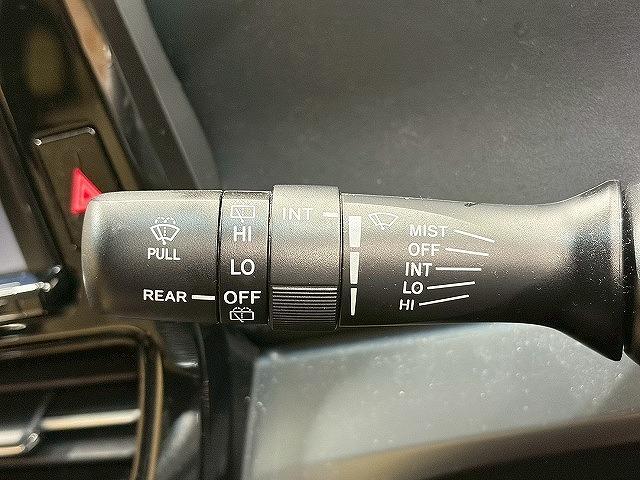 PULL
REAR
HI
LO
OFF
INT
MIST
OFF
INT
LO
HI